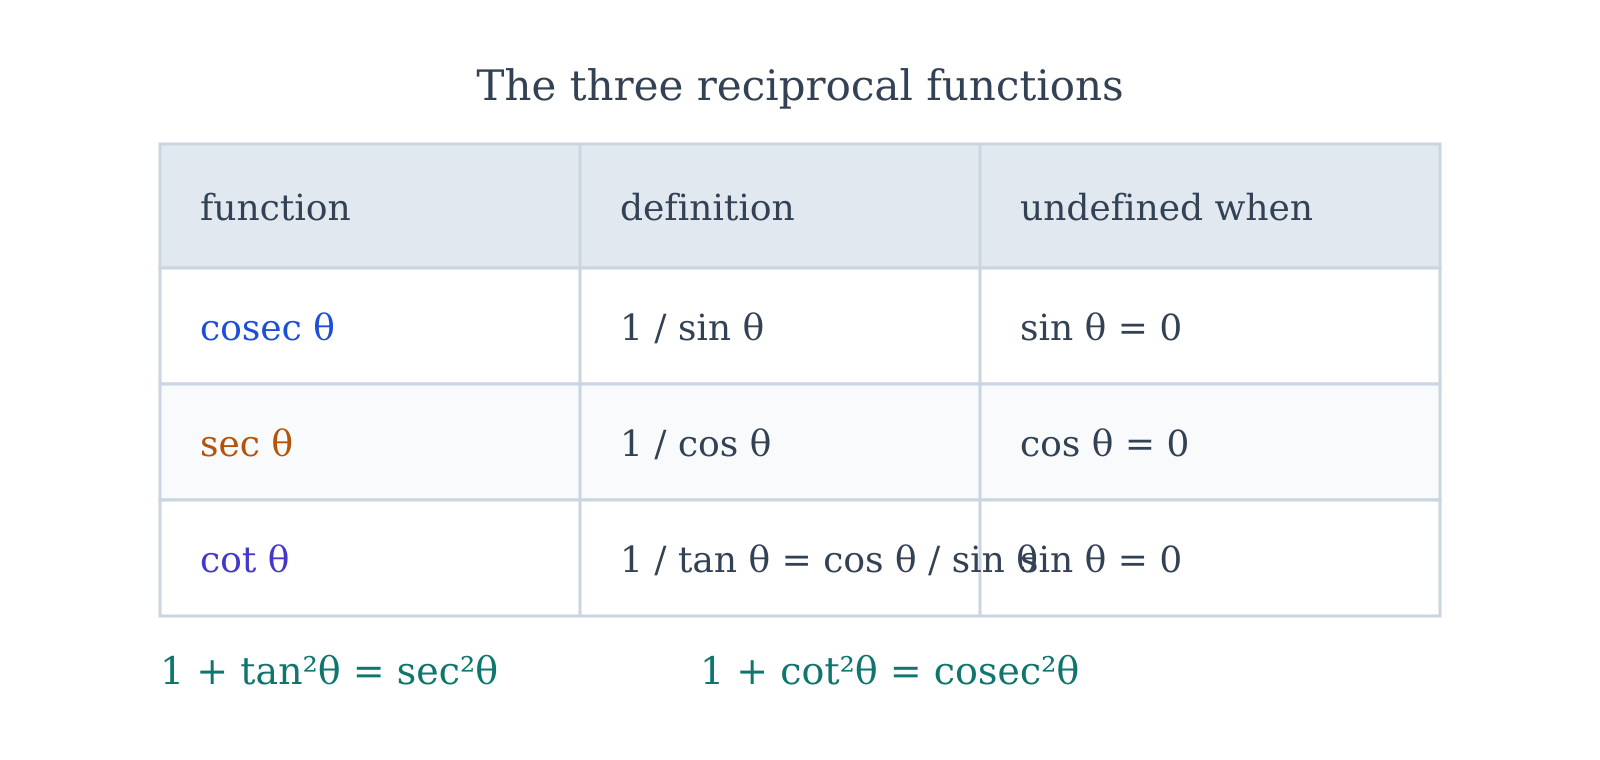 The three reciprocal functions
function definition undefined when
cosec θ 1 / sin θ sin θ = 0
sec θ 1 / cos θ cos θ = 0
cot θ 1 / tan θ = cos θ / sin θ sin θ = 0
1 + tan²θ = sec²θ 1 + cot²θ = cosec²θ